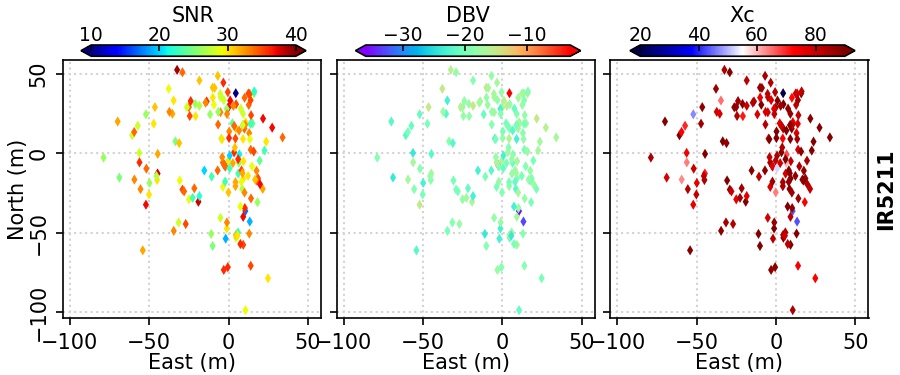 SNR DBV Xc
10 20 30 40 −30 −20 −10 20 40 60 80
50
0
−50
−100
North (m)
−100 −50 0 50 −100 −50 0 50 −100 −50 0 50
East (m) East (m) East (m)
IR5211